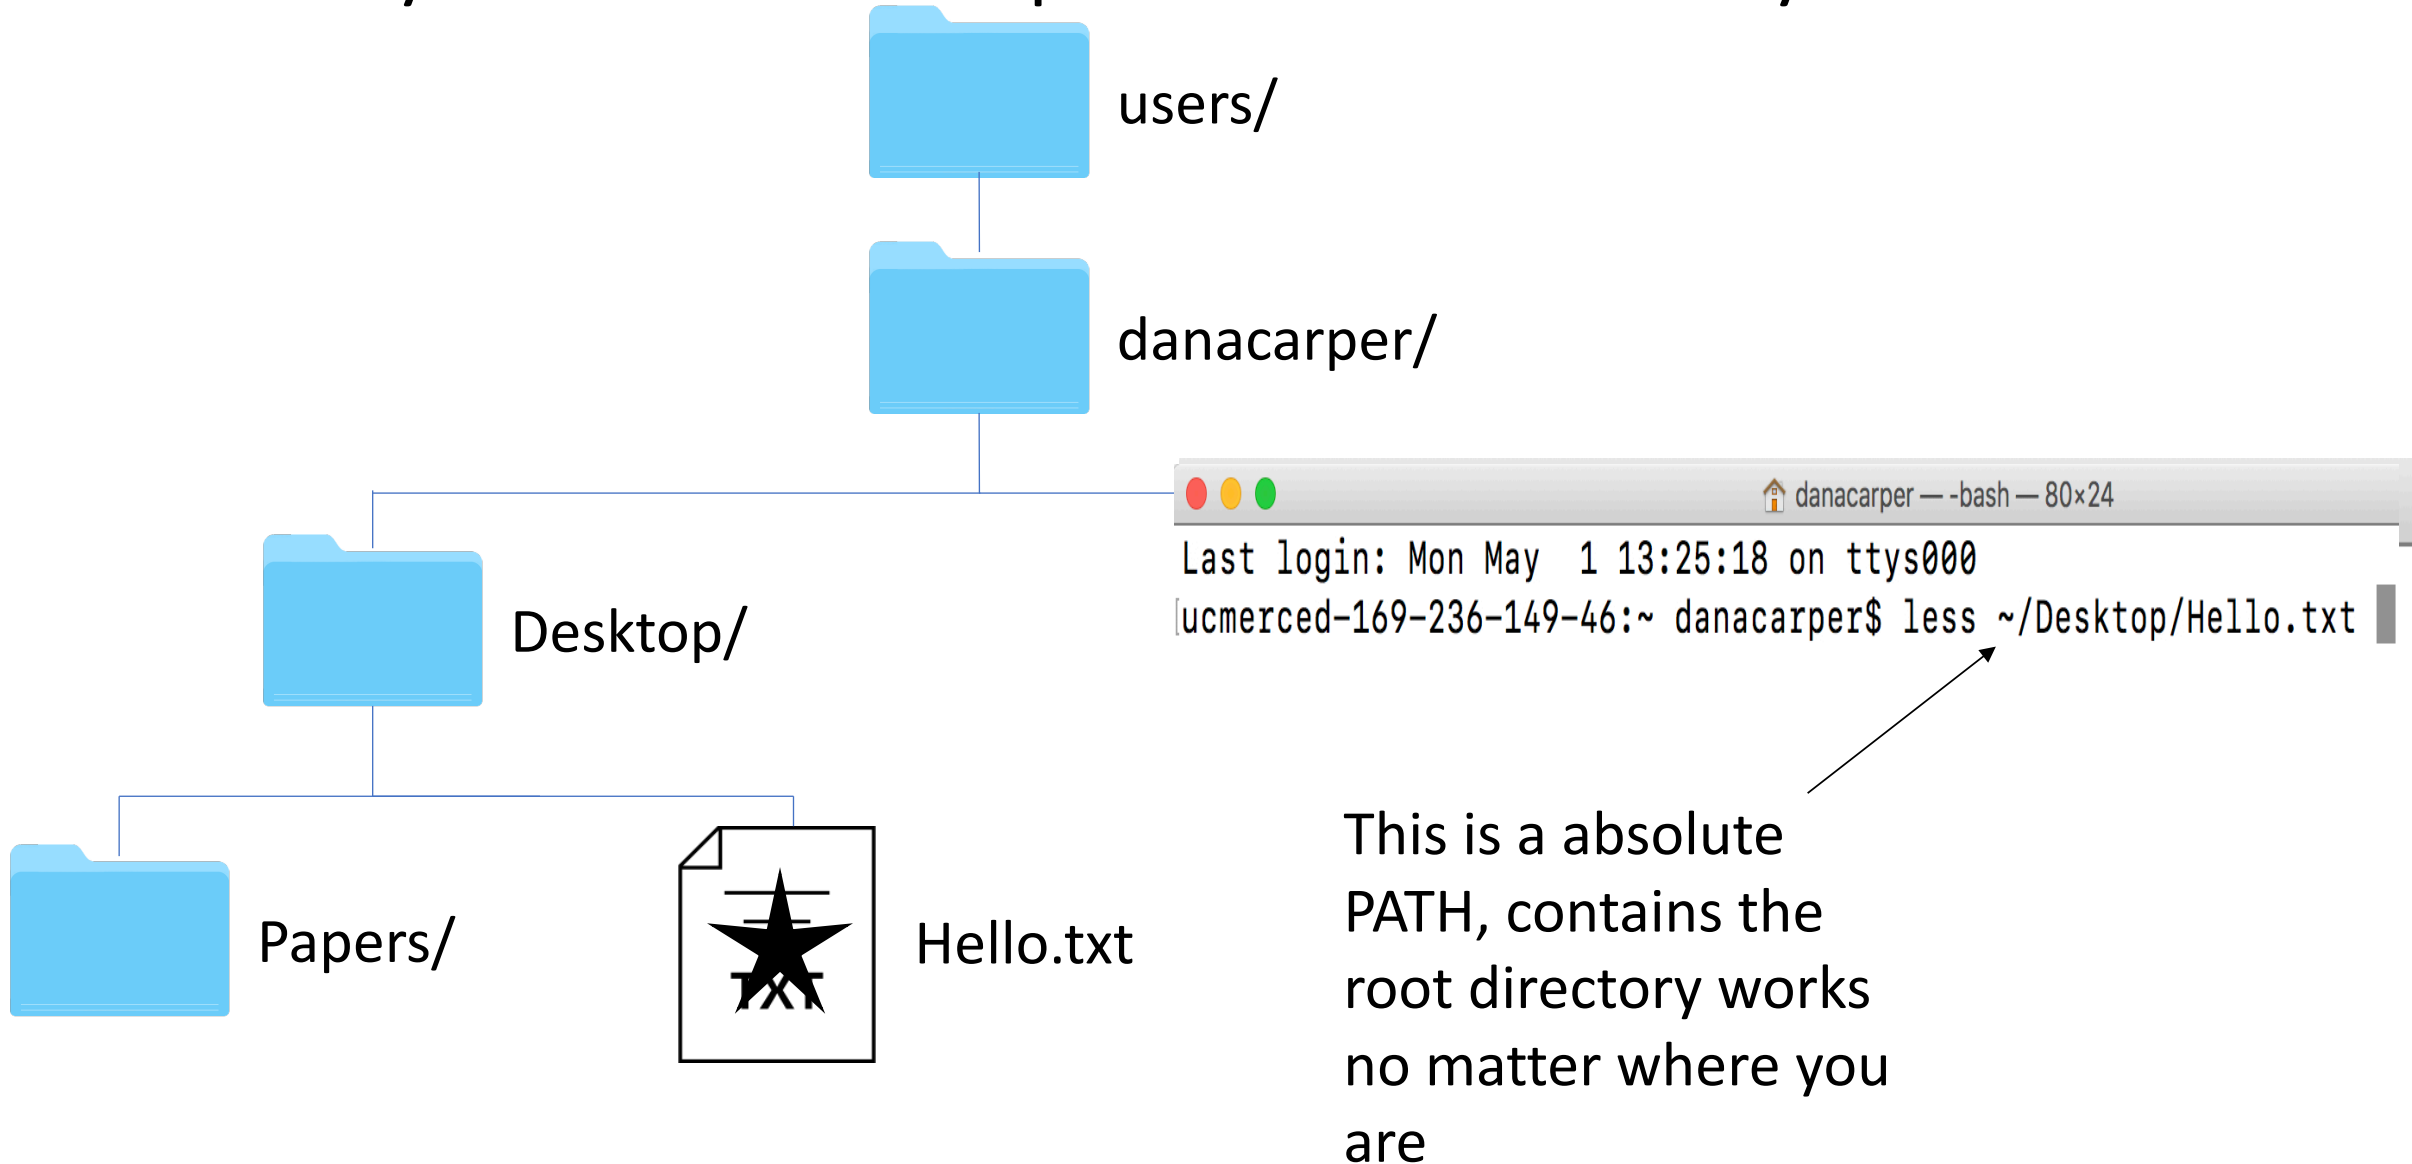 users/
danacarper/
danacarper — -bash — 80×24
Last login: Mon May  1 13:25:18 on ttys000
ucmerced-169-236-149-46:~ danacarper$ less ~/Desktop/Hello.txt
Desktop/
Papers/
TXT
Hello.txt
This is a absolute
PATH, contains the
root directory works
no matter where you
are